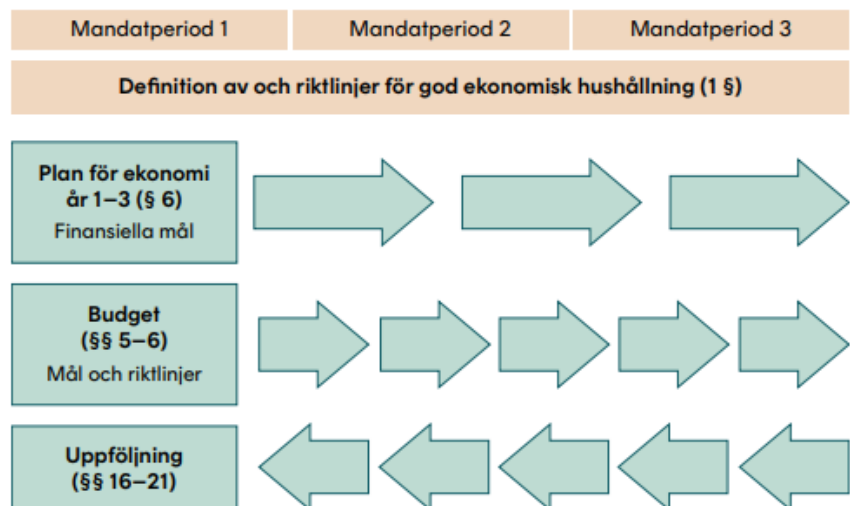 Mandatperiod 1
Mandatperiod 2
Mandatperiod 3
Definition av och riktlinjer för god ekonomisk hushållning (1 §)
Plan för ekonomi
år 1–3 (§ 6)
Finansiella mål
Budget
(§§ 5–6)
Mål och riktlinjer
Uppföljning
(§§ 16–21)